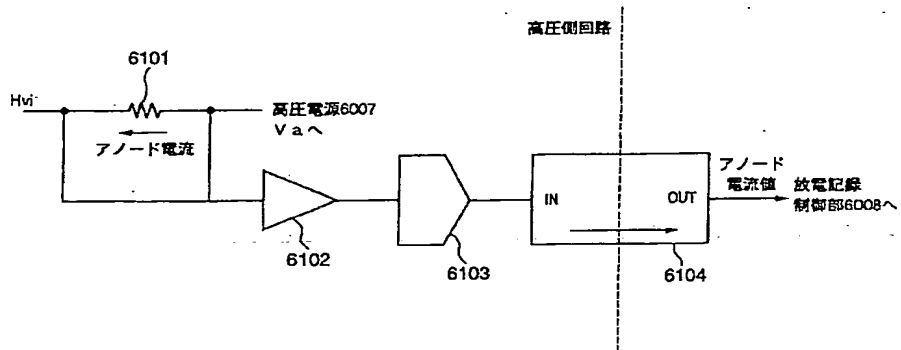 高圧側回路
6101
Hvi
高圧電源6007
Vaへ
アノード電流
アノード
電流値
放電記録
制御部6008へ
IN
OUT
6102
6103
6104